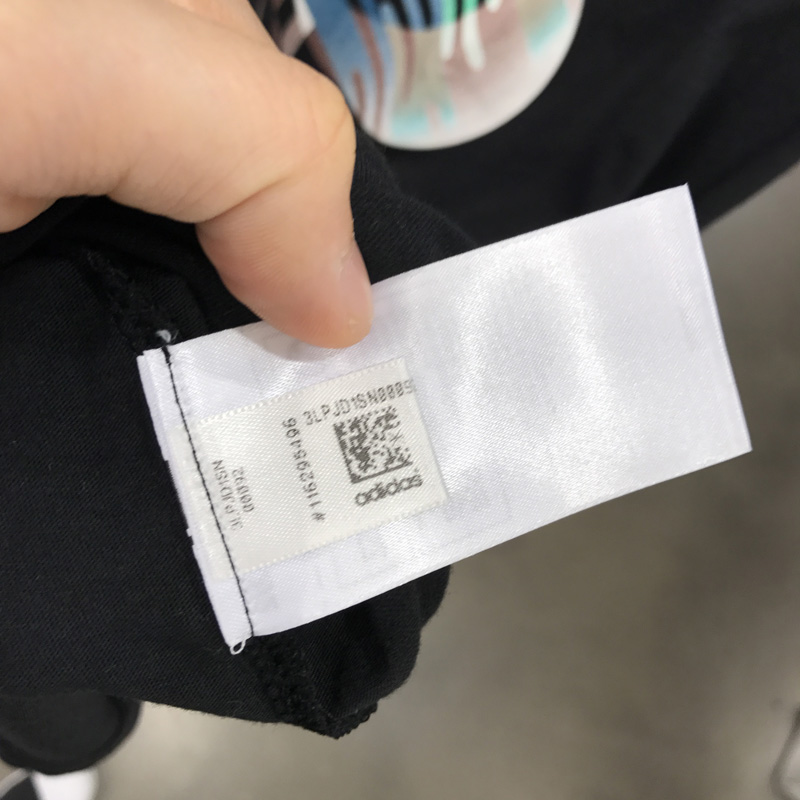 3LPJD1SN0009
adidas
#116295496
3LPJD1SN
00092